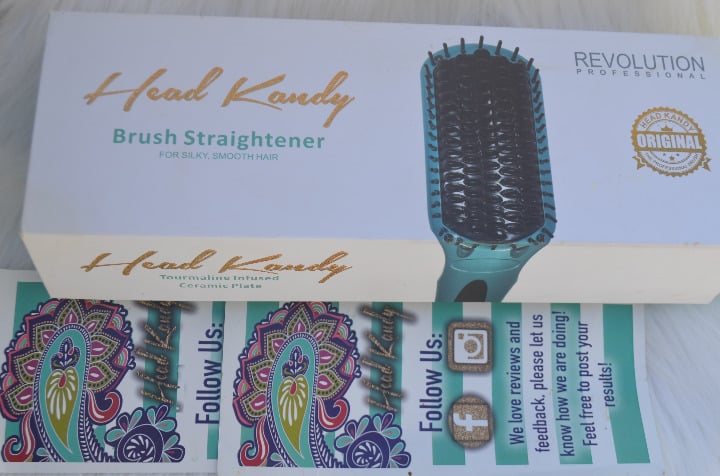 Head Kandy
Brush Straightener
FOR SILKY, SMOOTH HAIR
REVOLUTION
PROFESSIONAL
HEAD KANDY
ORIGINAL
Head Kandy
Tourmaline Infused
Ceramic Plate
Head Kandy
Follow Us:
Head Kandy
Follow Us:
We love reviews and
feedback, please let us
know how we are doing!
Feel free to post your
results!